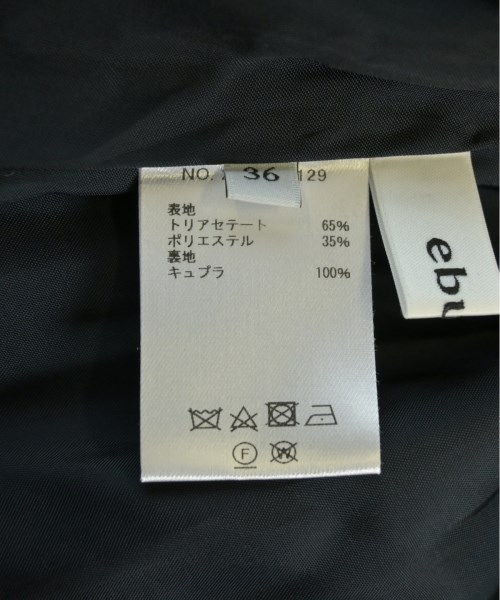 NO. 36 129
表地
トリアセテート 65%
ポリエステル 35%
裏地
キュプラ 100%
F W